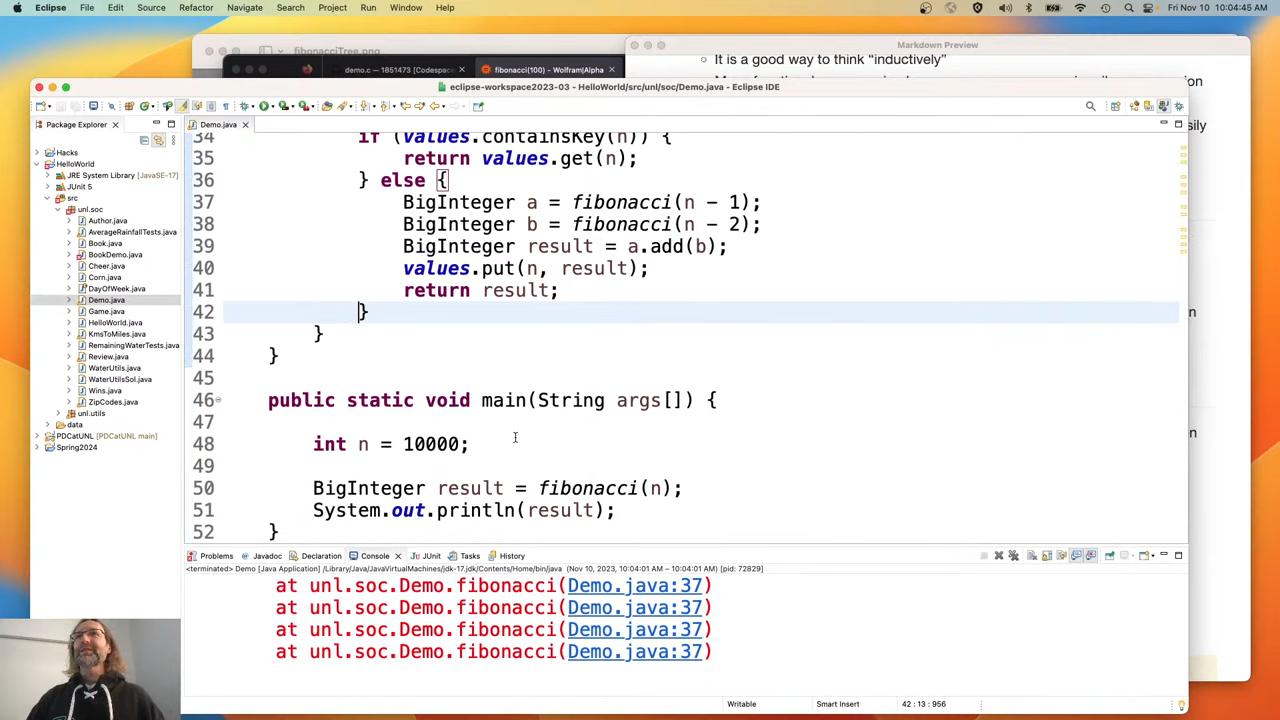 Eclipse File Edit Source Refactor Navigate Search Project Run Window Help Fri Nov 10 10:04:45 AM
fibonacciTree.png
Markdown Preview
It is a good way to think “inductively”
demo.c — 1851473 [Codespace
fibonacci(100) - Wolfram|Alpha
eclipse-workspace2023-03 - HelloWorld/src/unl/soc/Demo.java - Eclipse IDE
Package Explorer
Demo.java
Hacks
HelloWorld
JRE System Library [JavaSE-17]
JUnit 5
src
unl.soc
Author.java
AverageRainfallTests.java
Book.java
BookDemo.java
Cheer.java
Corn.java
DayOfWeek.java
Demo.java
Game.java
HelloWorld.java
KmsToMiles.java
RemainingWaterTests.java
Review.java
WaterUtils.java
WaterUtilsSol.java
Wins.java
ZipCodes.java
unl.utils
data
PDCatUNL [PDCatUNL main]
Spring2024
34 if (values.containsKey(n)) {
35 return values.get(n);
36 } else {
37 BigInteger a = fibonacci(n - 1);
38 BigInteger b = fibonacci(n - 2);
39 BigInteger result = a.add(b);
40 values.put(n, result);
41 return result;
42 }
43 }
44 }
45
46 public static void main(String args[]) {
47
48 int n = 10000;
49
50 BigInteger result = fibonacci(n);
51 System.out.println(result);
52 }
Problems Javadoc Declaration Console JUnit Tasks History
<terminated> Demo [Java Application] /Library/Java/JavaVirtualMachines/jdk-17.jdk/Contents/Home/bin/java (Nov 10, 2023, 10:04:01 AM – 10:04:01 AM) [pid: 72829]
at unl.soc.Demo.fibonacci(Demo.java:37)
at unl.soc.Demo.fibonacci(Demo.java:37)
at unl.soc.Demo.fibonacci(Demo.java:37)
at unl.soc.Demo.fibonacci(Demo.java:37)
Writable Smart Insert 42 : 13 : 956